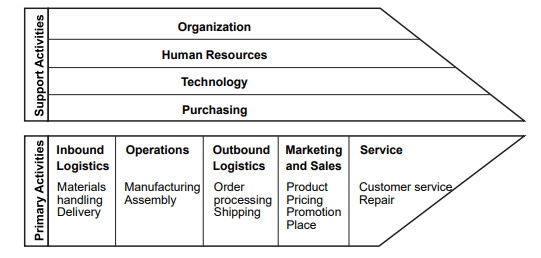 Support Activities
Organization
Human Resources
Technology
Purchasing
Primary Activities
Inbound
Logistics
Materials
handling
Delivery
Operations
Manufacturing
Assembly
Outbound
Logistics
Order
processing
Shipping
Marketing
and Sales
Product
Pricing
Promotion
Place
Service
Customer service
Repair